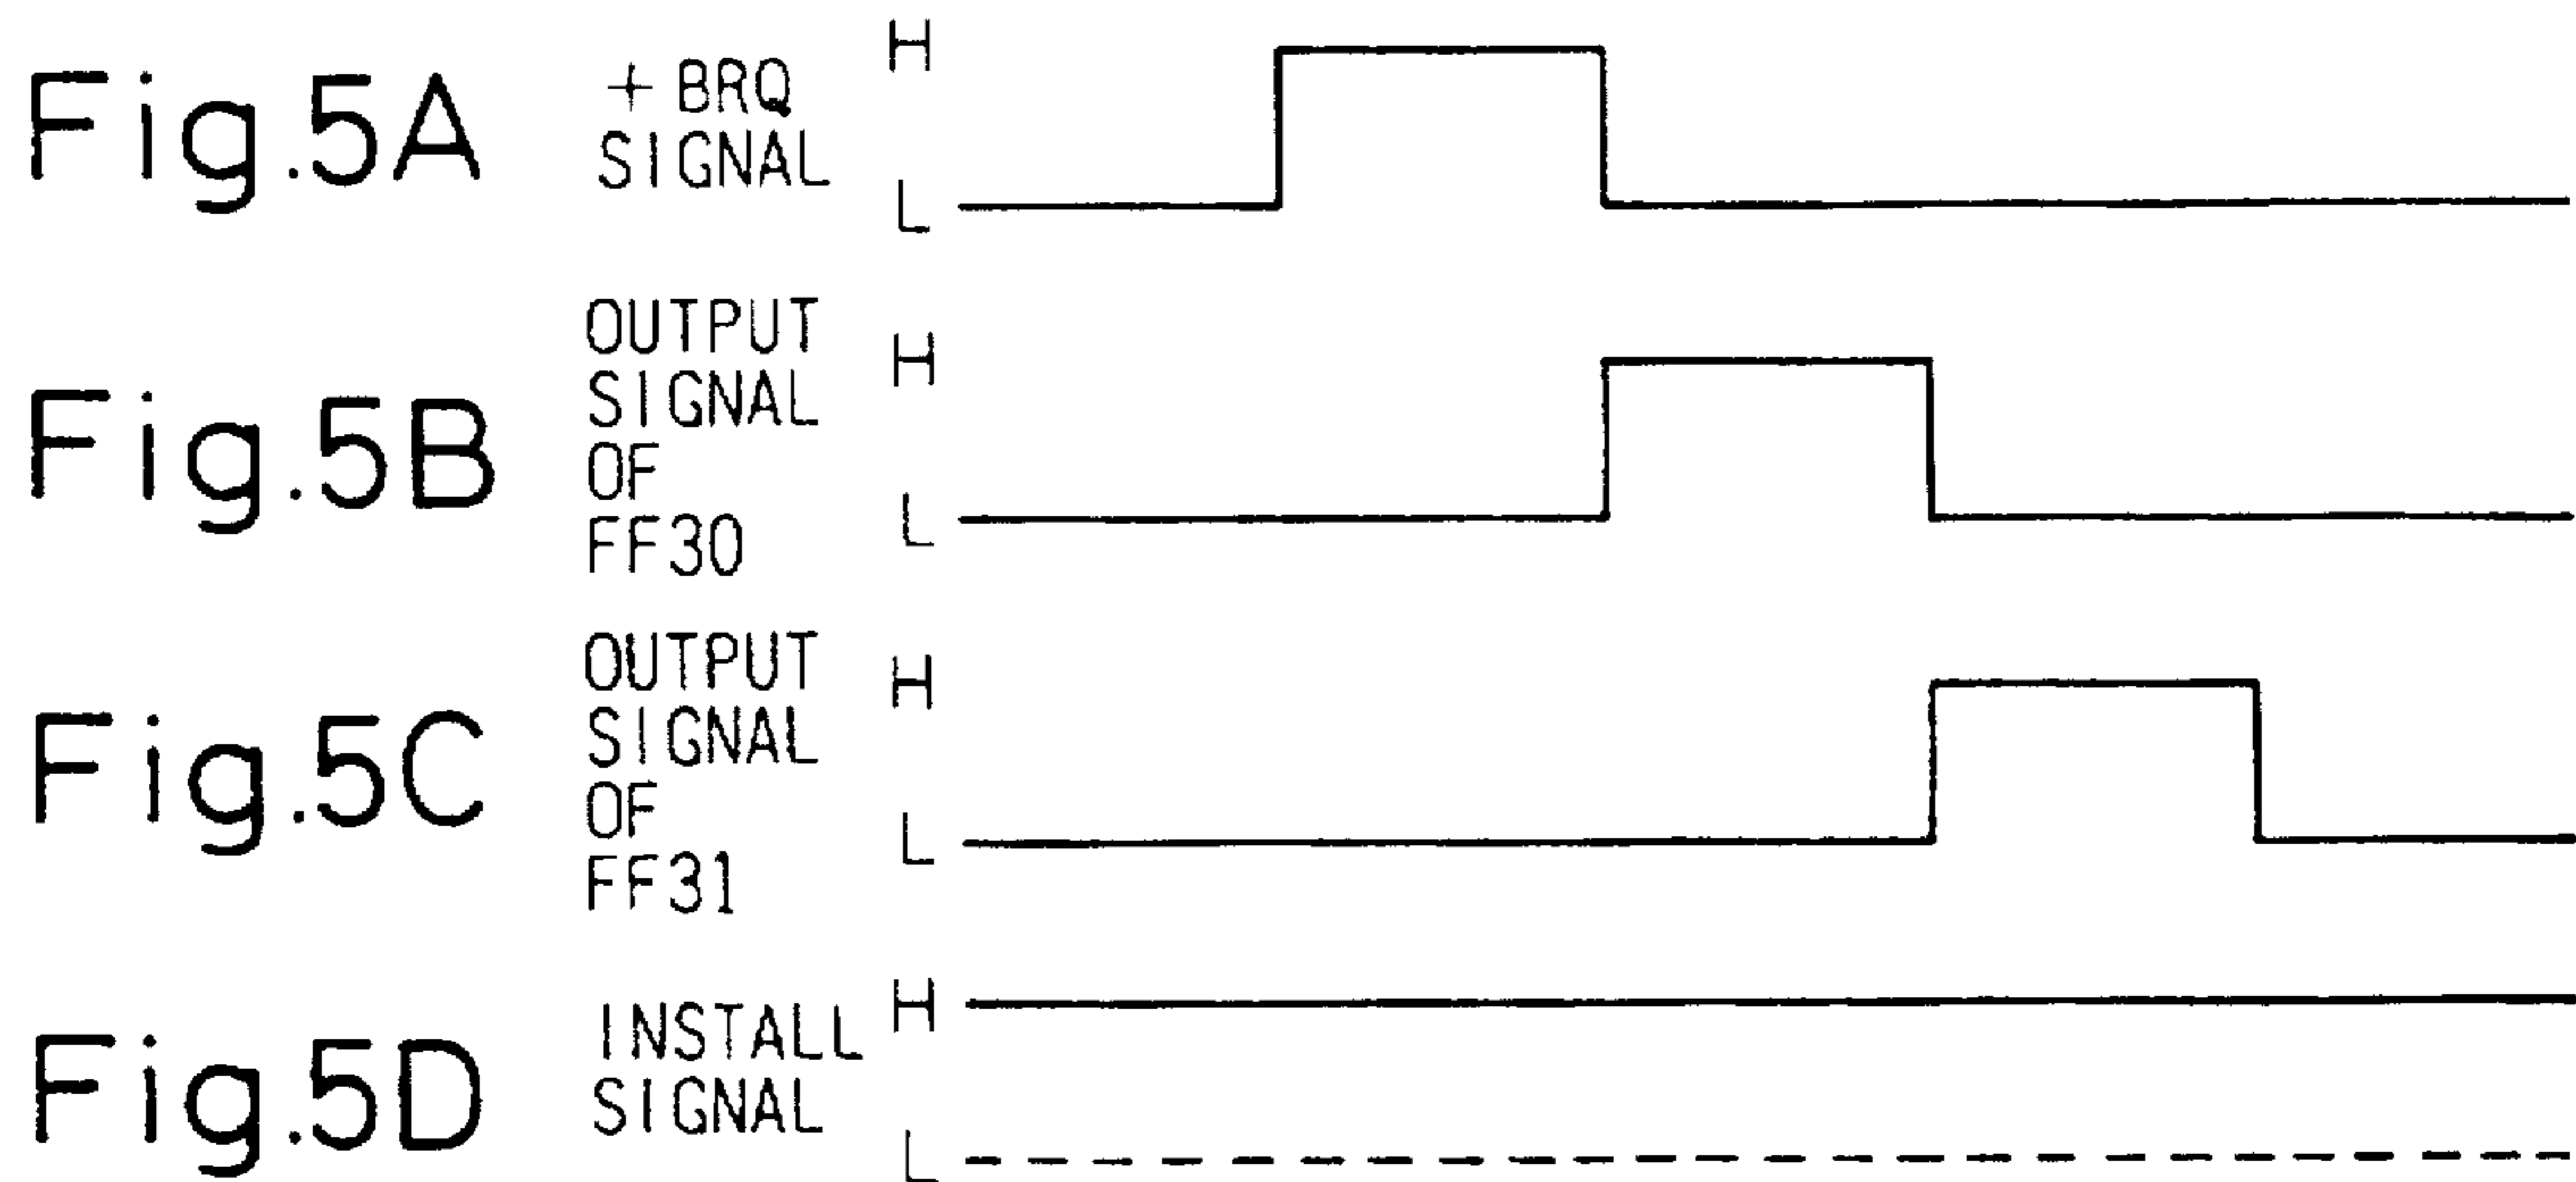 Fig.5A
+ BRQ
SIGNAL
H
L
Fig.5B
OUTPUT
SIGNAL
OF
FF30
H
L
Fig.5C
OUTPUT
SIGNAL
OF
FF31
H
L
Fig.5D
INSTALL
SIGNAL
H
L